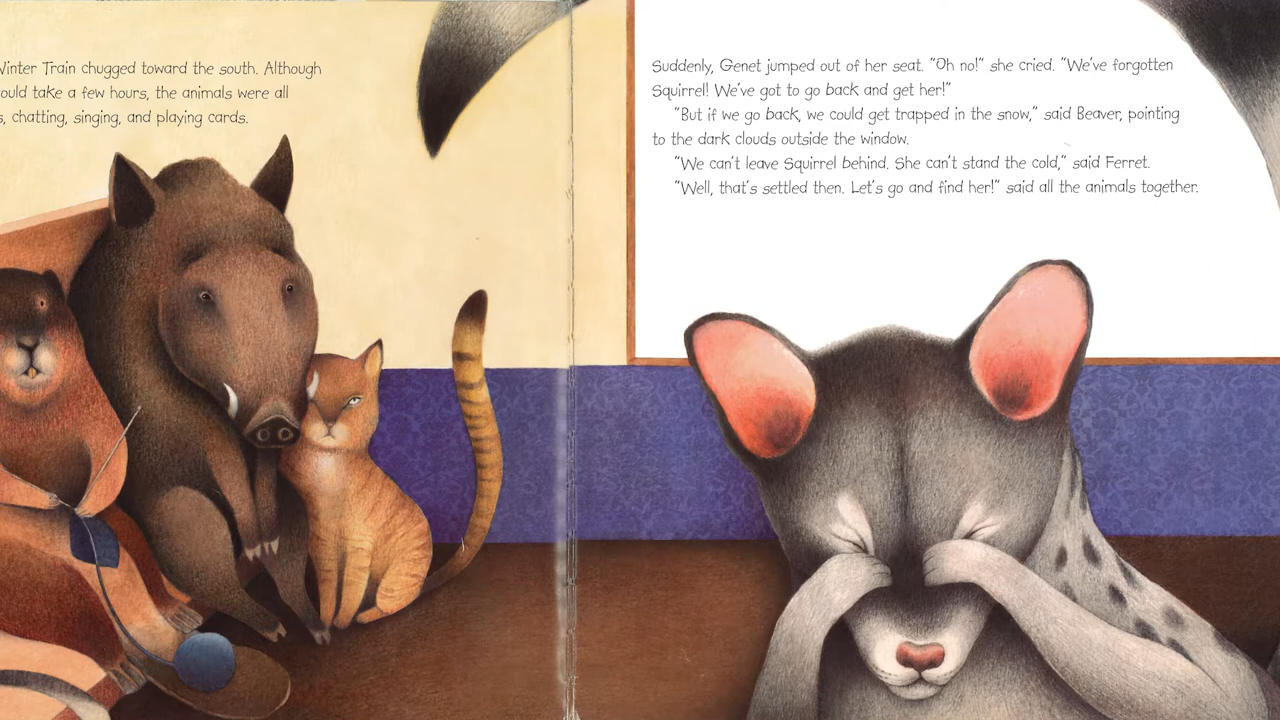 Winter Train chugged toward the south. Although
ould take a few hours, the animals were all
s, chatting, singing, and playing cards.
Suddenly, Genet jumped out of her seat. "Oh no!" she cried. "We've forgotten
Squirrel! We've got to go back and get her!"
"But if we go back, we could get trapped in the snow," said Beaver, pointing
to the dark clouds outside the window.
"We can't leave Squirrel behind. She can't stand the cold," said Ferret.
"Well, that's settled then. Let's go and find her!" said all the animals together.